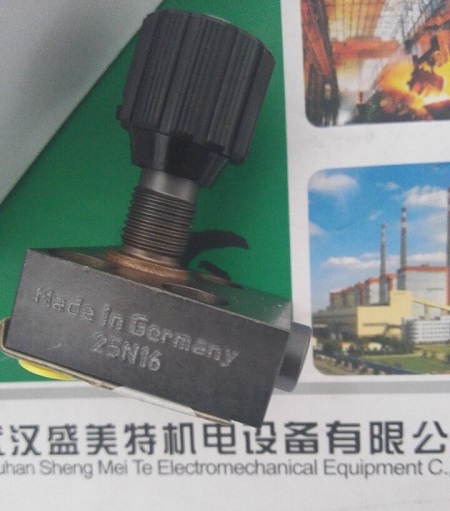 Made in Germany
25N16
汉盛美特机电设备有限公
uhan Sheng Mei Te Electromechanical Equipment C.,